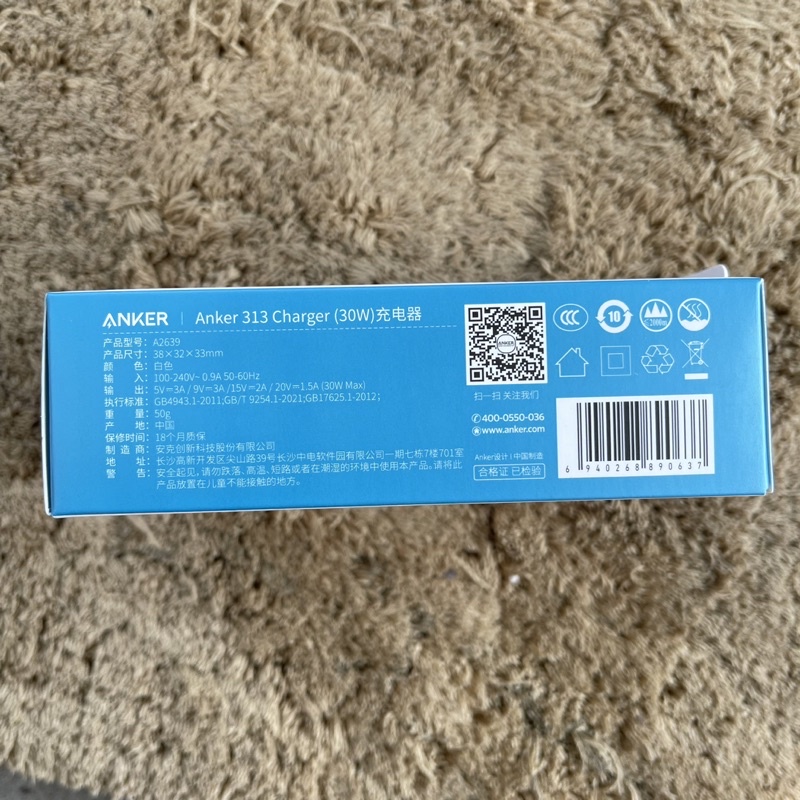 ANKER | Anker 313 Charger (30W)充电器
产品型号： A2639
产品尺寸： 38×32×33mm
颜 色： 白色
输 入： 100-240V~ 0.9A 50-60Hz
输 出： 5V⎓3A / 9V⎓3A /15V⎓2A / 20V⎓1.5A (30W Max)
执行标准： GB4943.1-2011;GB/T 9254.1-2021;GB17625.1-2012;
重 量： 50g
产 地： 中国
保修时间： 18个月质保
制 造 商： 安克创新科技股份有限公司
地 址： 长沙高新开发区尖山路39号长沙中电软件园有限公司一期七栋7楼701室
警 告： 安全起见,请勿跌落、高温、短路或者在潮湿的环境中使用本产品。请将此
产品放置在儿童不能接触的地方。
ANKER
扫一扫 关注我们
400-0550-036
www.anker.com
Anker设计 | 中国制造
合格证 已检验
CCC
10
≤2000m
6 940268 890637